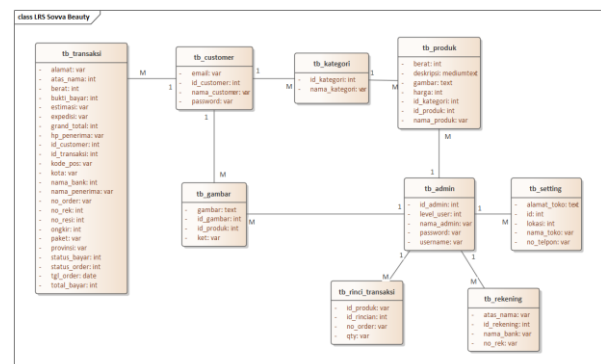 class LRS Sovva Beauty
tb_transaksi
- alamat: var
- atas_nama: int
- berat: int
- bukti_bayar: int
- estimasi: var
- expedisi: var
- grand_total: int
- hp_penerima: var
- id_customer: int
- id_transaksi: int
- kode_pos: var
- kota: var
- nama_bank: int
- nama_penerima: var
- no_order: var
- no_rek: int
- no_resi: int
- ongkir: int
- paket: var
- provinsi: var
- status_bayar: int
- status_order: int
- tgl_order: date
- total_bayar: int
M
1
tb_customer
- email: var
- id_customer: int
- nama_customer: var
- password: var
1
M
tb_kategori
- id_kategori: int
- nama_kategori: var
1
M
tb_produk
- berat: int
- deskripsi: mediumtext
- gambar: text
- harga: int
- id_kategori: int
- id_produk: int
- nama_produk: var
1
M
M
1
tb_gambar
- gambar: text
- id_gambar: int
- id_produk: int
- ket: var
M
1
tb_admin
- id_admin: int
- level_user: int
- nama_admin: var
- password: var
- username: var
1
M
tb_setting
- alamat_toko: text
- id: int
- lokasi: int
- nama_toko: var
- no_telpon: var
1
1
M
M
tb_rinci_transaksi
- id_produk: var
- id_rincian: int
- no_order: var
- qty: var
tb_rekening
- atas_nama: var
- id_rekening: int
- nama_bank: var
- no_rek: var